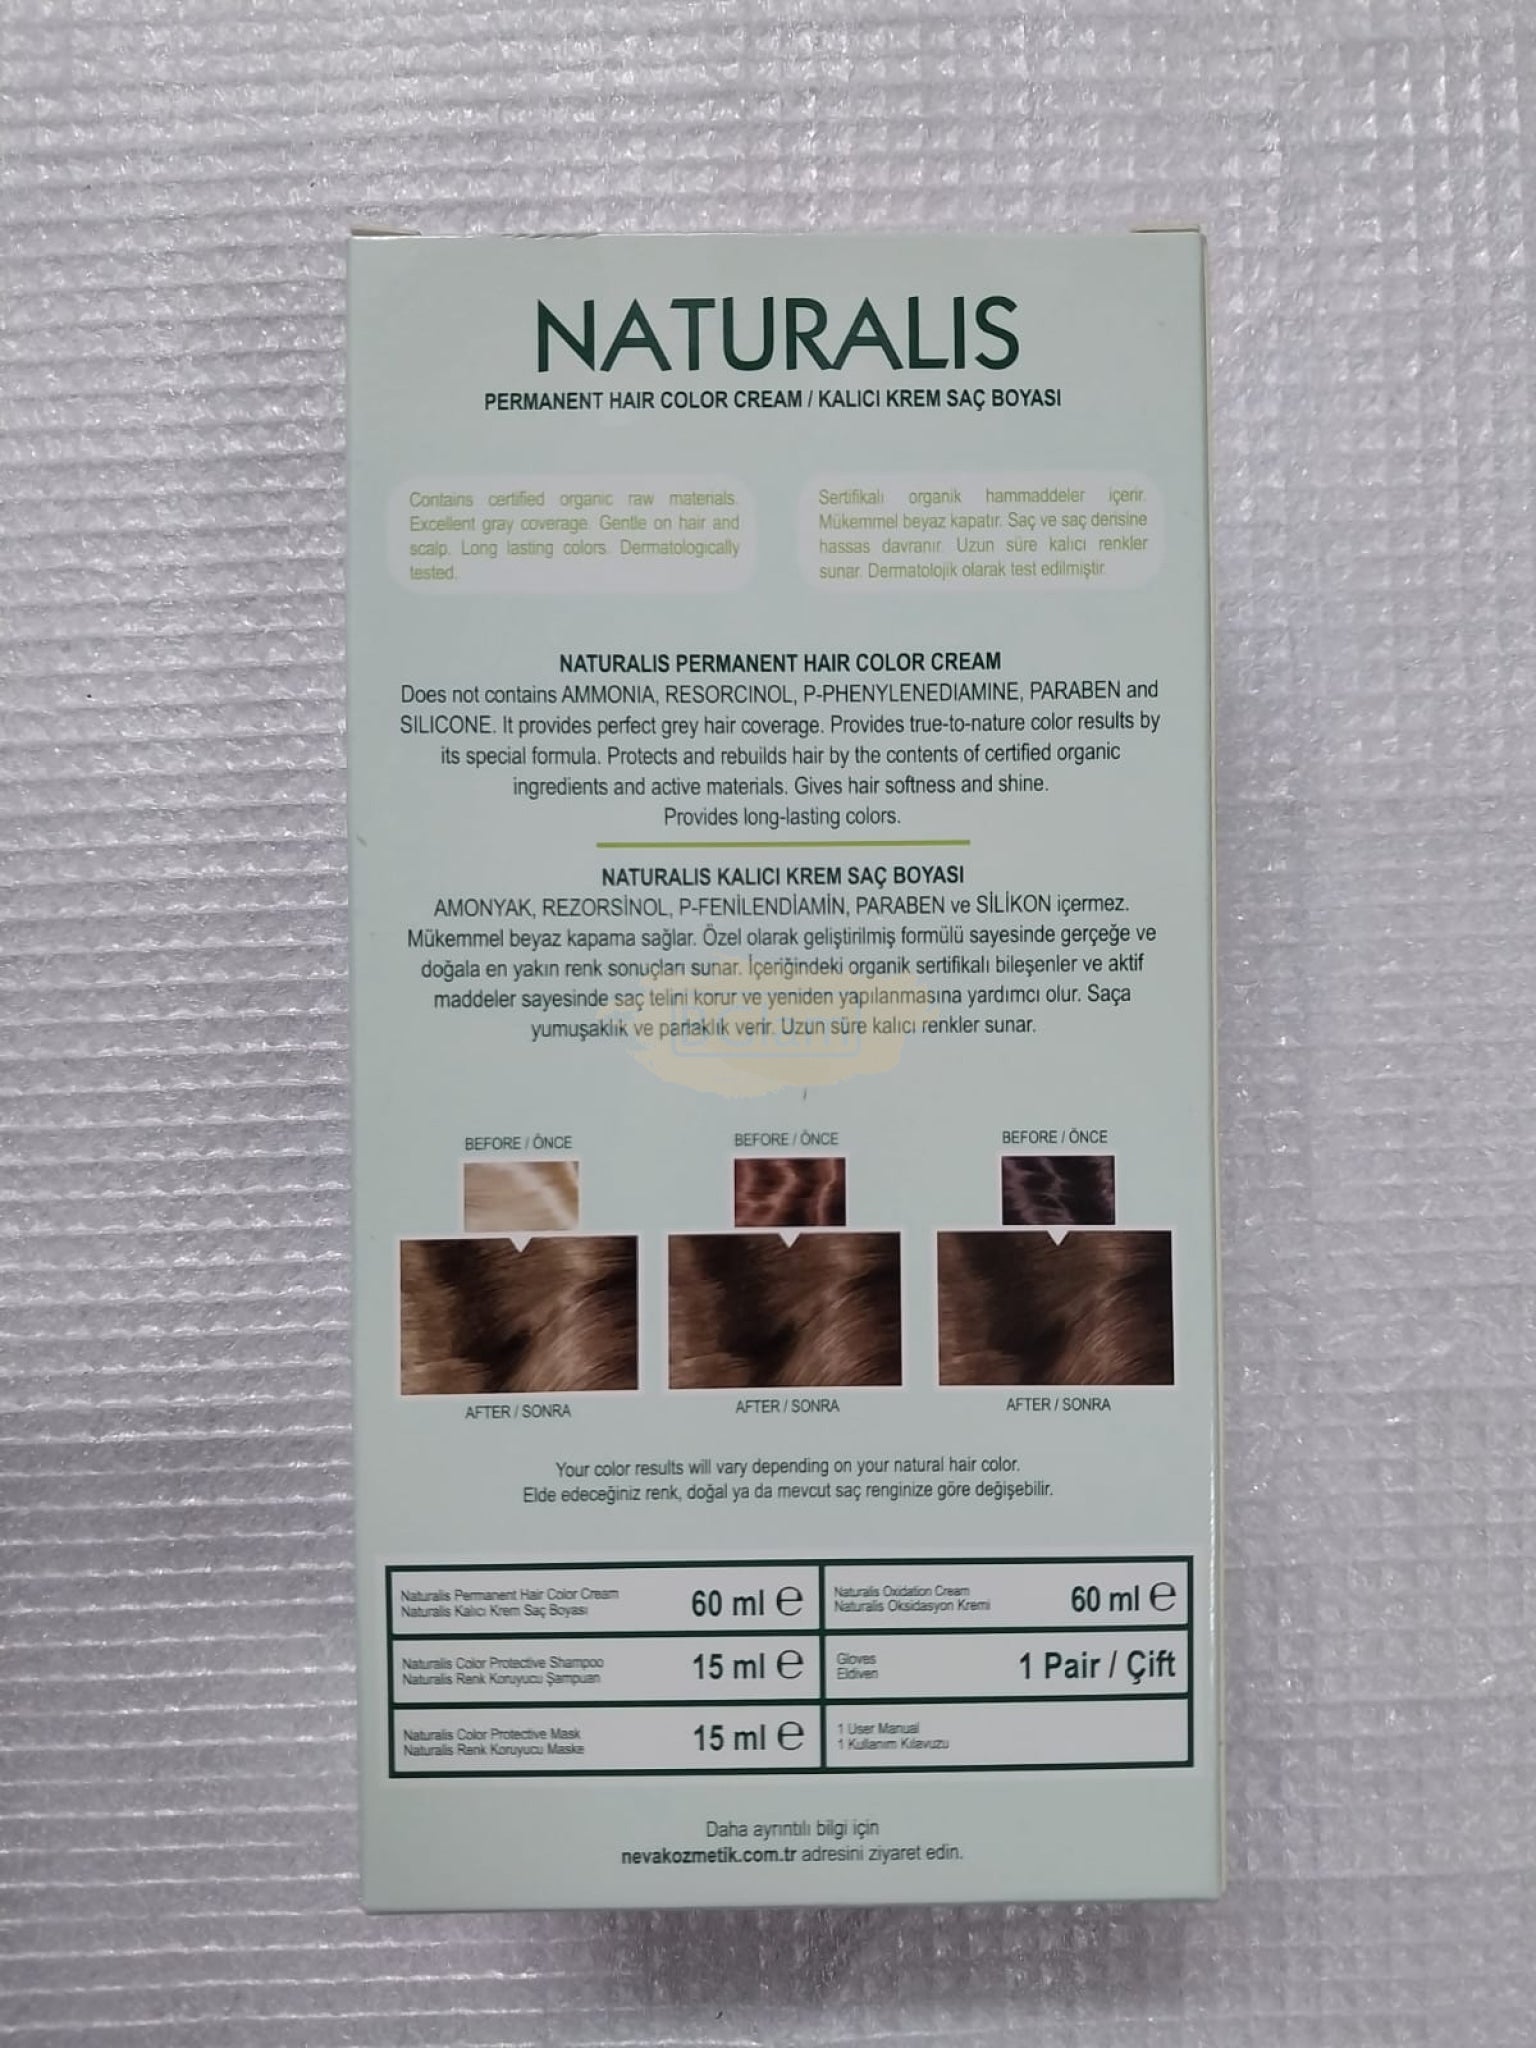 NATURALIS
PERMANENT HAIR COLOR CREAM / KALICI KREM SAÇ BOYASI
Contains certified organic raw materials.
Excellent gray coverage. Gentle on hair and
scalp. Long lasting colors. Dermatologically
tested.
Sertifikalı organik hammaddeler içerir.
Mükemmel beyaz kapatır. Saç ve saç derisine
hassas davranır. Uzun süre kalıcı renkler
sunar. Dermatolojik olarak test edilmiştir.
NATURALIS PERMANENT HAIR COLOR CREAM
Does not contains AMMONIA, RESORCINOL, P-PHENYLENEDIAMINE, PARABEN and
SILICONE. It provides perfect grey hair coverage. Provides true-to-nature color results by
its special formula. Protects and rebuilds hair by the contents of certified organic
ingredients and active materials. Gives hair softness and shine.
Provides long-lasting colors.
NATURALIS KALICI KREM SAÇ BOYASI
AMONYAK, REZORSİNOL, P-FENİLENDİAMİN, PARABEN ve SİLİKON içermez.
Mükemmel beyaz kapama sağlar. Özel olarak geliştirilmiş formülü sayesinde gerçeğe ve
doğala en yakın renk sonuçları sunar. İçeriğindeki organik sertifikalı bileşenler ve aktif
maddeler sayesinde saç telini korur ve yeniden yapılanmasına yardımcı olur. Saça
yumuşaklık ve parlaklık verir. Uzun süre kalıcı renkler sunar.
BGlam
BEFORE / ÖNCE
BEFORE / ÖNCE
BEFORE / ÖNCE
AFTER / SONRA
AFTER / SONRA
AFTER / SONRA
Your color results will vary depending on your natural hair color.
Elde edeceğiniz renk, doğal ya da mevcut saç renginize göre değişebilir.
Naturalis Permanent Hair Color Cream
Naturalis Kalıcı Krem Saç Boyası
60 ml ℮
Naturalis Oxidation Cream
Naturalis Oksidasyon Kremi
60 ml ℮
Naturalis Color Protective Shampoo
Naturalis Renk Koruyucu Şampuan
15 ml ℮
Gloves
Eldiven
1 Pair / Çift
Naturalis Color Protective Mask
Naturalis Renk Koruyucu Maske
15 ml ℮
1 User Manual
1 Kullanım Kılavuzu
Daha ayrıntılı bilgi için
nevakozmetik.com.tr adresini ziyaret edin.